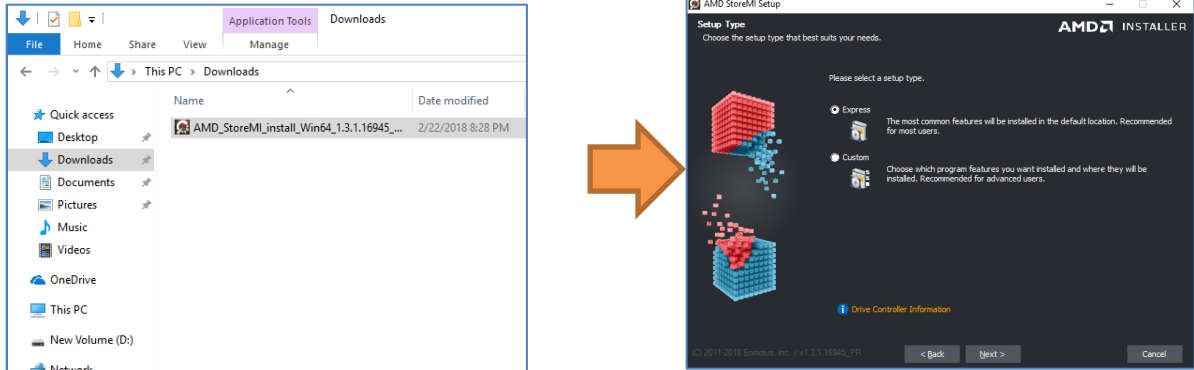 Application Tools Downloads
File Home Share View Manage
This PC > Downloads
Name Date modified
Quick access
AMD_StoreMI_install_Win64_1.3.1.16945_... 2/22/2018 8:28 PM
Desktop
Downloads
Documents
Pictures
Music
Videos
OneDrive
This PC
New Volume (D:)
Network
AMD StoreMI Setup
Setup Type
Choose the setup type that best suits your needs.
AMD INSTALLER
Please select a setup type.
Express
The most common features will be installed in the default location. Recommended
for most users.
Custom
Choose which program features you want installed and where they will be
installed. Recommended for advanced users.
Drive Controller Information
(C) 2011-2018 Enmotus, Inc. / v1.3.1.16945_PR
< Back Next > Cancel